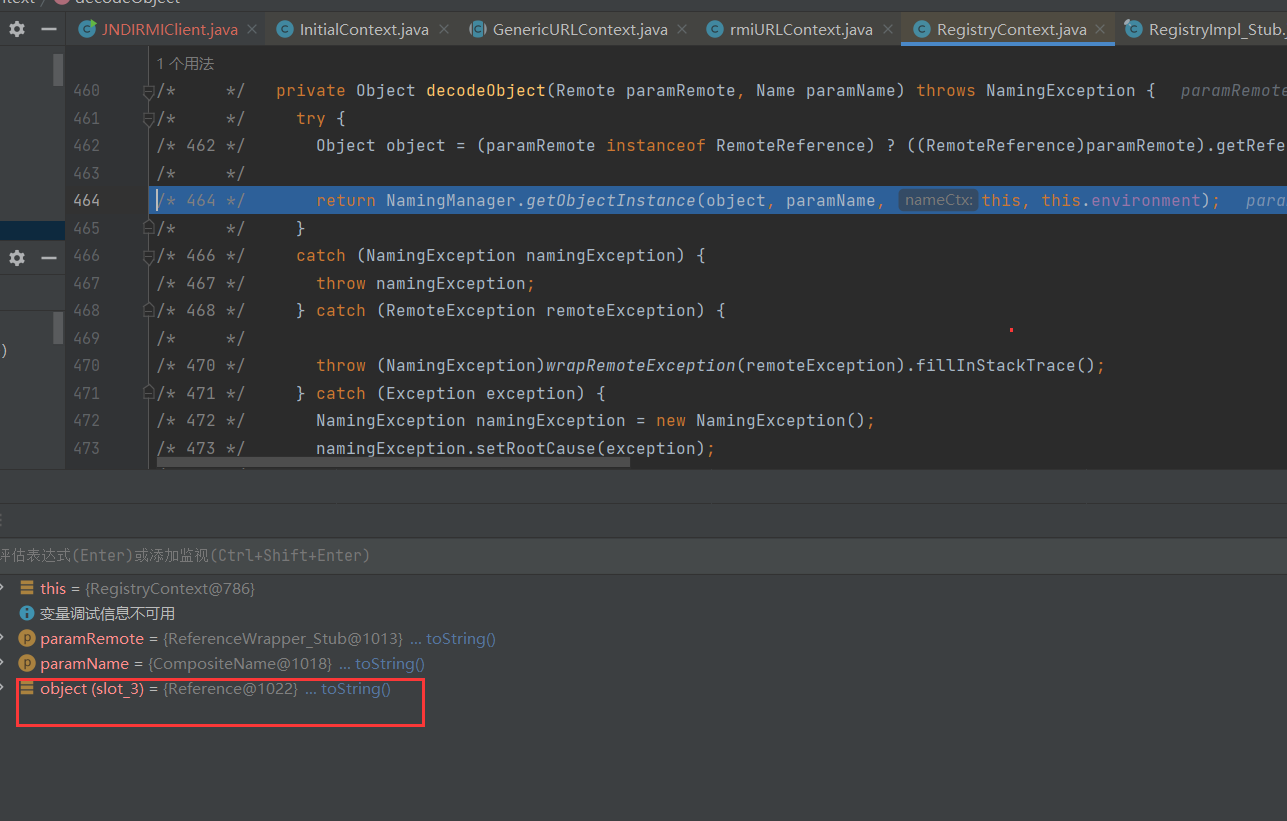 ntext decodeObject
JNDIRMIClient.java InitialContext.java GenericURLContext.java rmiURLContext.java RegistryContext.java RegistryImpl_Stub.
1 个用法
460 /* */ private Object decodeObject(Remote paramRemote, Name paramName) throws NamingException { paramRemote
461 /* */ try {
462 /* 462 */ Object object = (paramRemote instanceof RemoteReference) ? ((RemoteReference)paramRemote).getRefe
463 /* */
464 /* 464 */ return NamingManager.getObjectInstance(object, paramName, nameCtx: this, this.environment); para
465 /* */ }
466 /* 466 */ catch (NamingException namingException) {
467 /* 467 */ throw namingException;
468 /* 468 */ } catch (RemoteException remoteException) {
469 /* */
470 /* 470 */ throw (NamingException)wrapRemoteException(remoteException).fillInStackTrace();
471 /* 471 */ } catch (Exception exception) {
472 /* 472 */ NamingException namingException = new NamingException();
473 /* 473 */ namingException.setRootCause(exception);
)
评估表达式(Enter)或添加监视(Ctrl+Shift+Enter)
this = {RegistryContext@786}
变量调试信息不可用
paramRemote = {ReferenceWrapper_Stub@1013} ... toString()
paramName = {CompositeName@1018} ... toString()
object (slot_3) = {Reference@1022} ... toString()